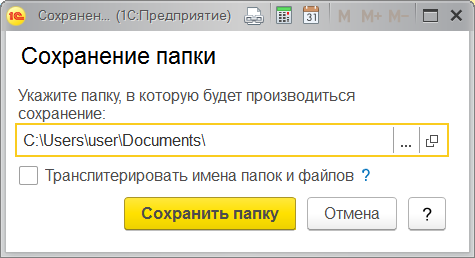 Сохранен... (1С:Предприятие) 31 M M+ M-
Сохранение папки
Укажите папку, в которую будет производиться
сохранение:
C:\Users\user\Documents\ ...
Транслитерировать имена папок и файлов ?
Сохранить папку Отмена ?